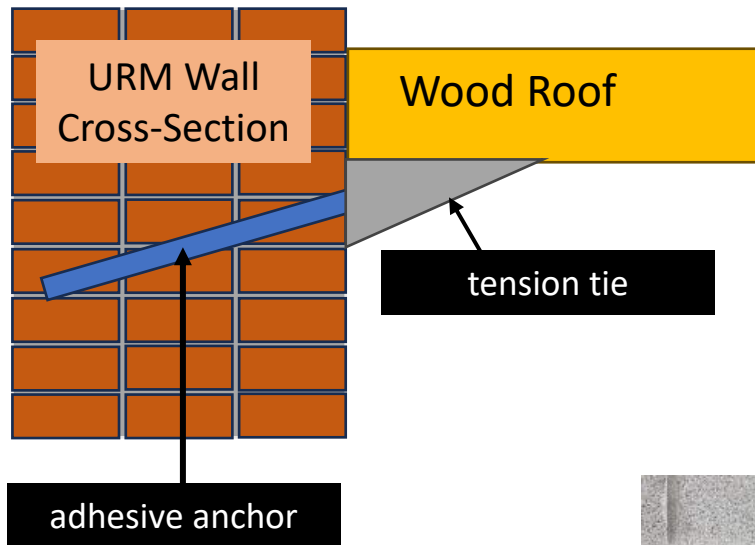 URM Wall
Cross-Section
Wood Roof
tension tie
adhesive anchor